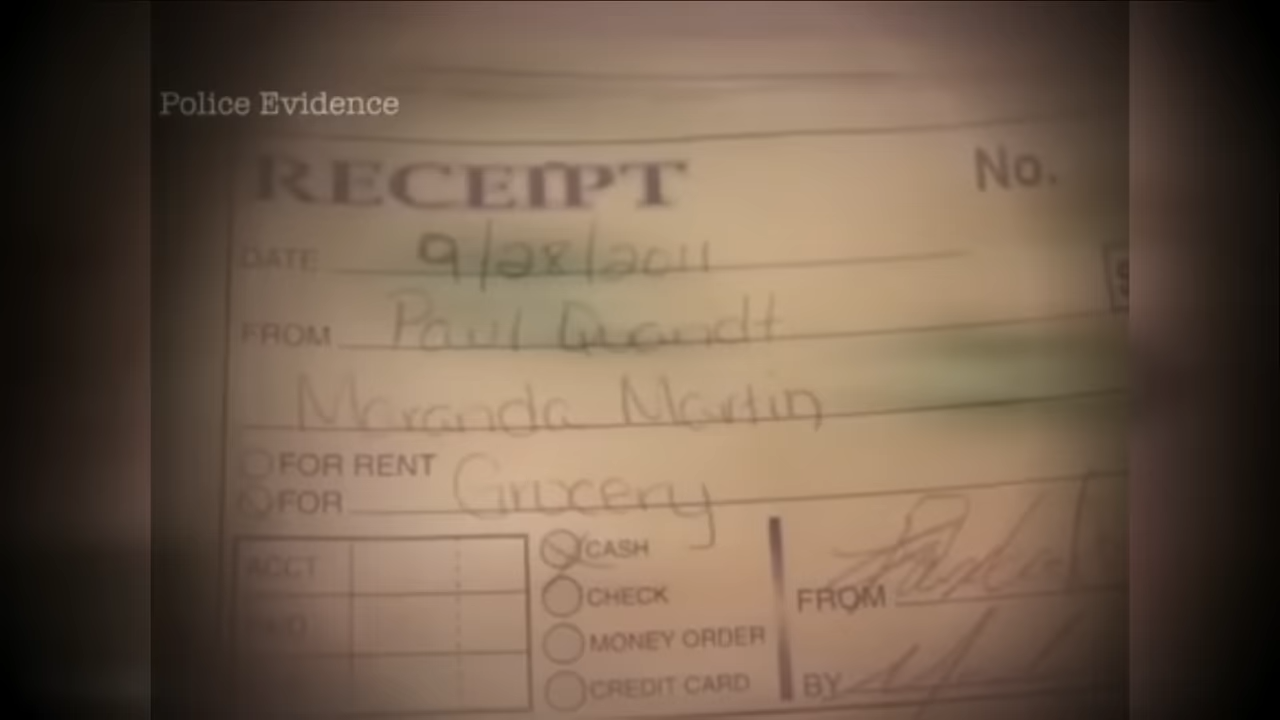 Police Evidence
RECEIPT No.
DATE 9/28/2011
FROM Paul Quandt
Maranda Martin
FOR RENT
FOR Grocery
ACCT CASH
CHECK
FROM
MONEY ORDER
CREDIT CARD BY